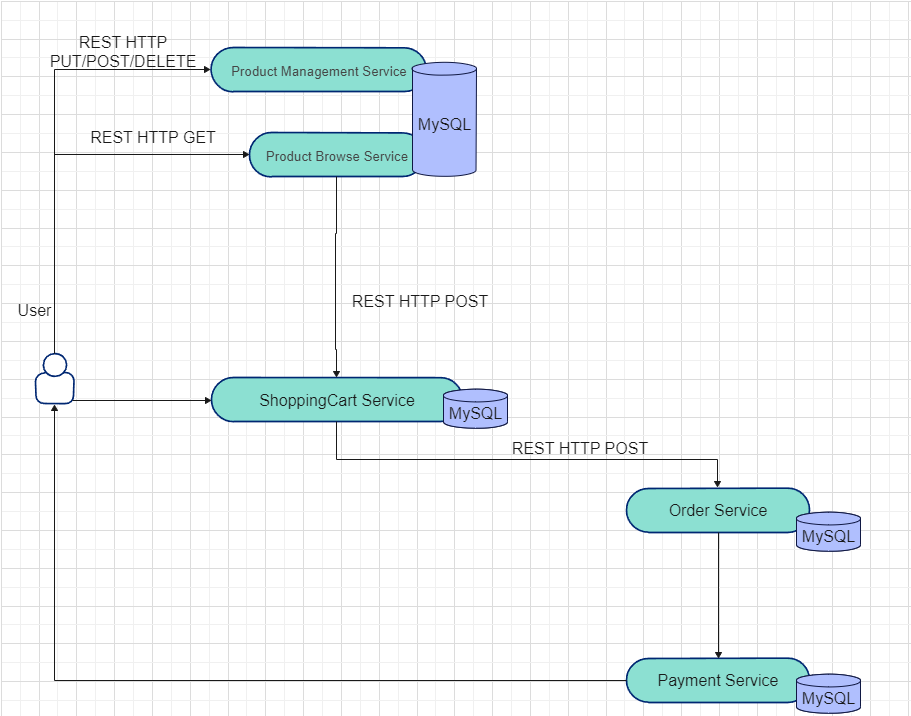 REST HTTP
PUT/POST/DELETE
Product Management Service
MySQL
REST HTTP GET
Product Browse Service
REST HTTP POST
User
ShoppingCart Service
MySQL
REST HTTP POST
Order Service
MySQL
Payment Service
MySQL